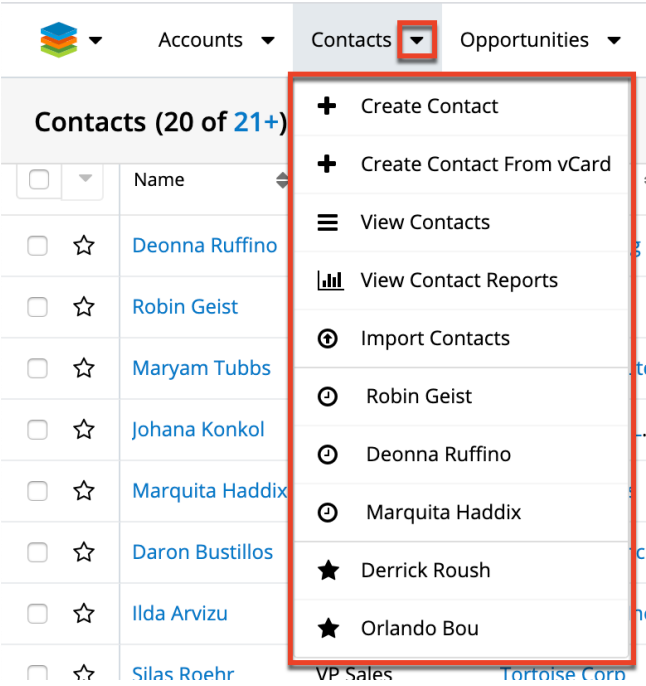 Accounts Contacts Opportunities
Contacts (20 of 21+)
Create Contact
Create Contact From vCard
View Contacts
View Contact Reports
Import Contacts
Robin Geist
Deonna Ruffino
Marquita Haddix
Derrick Roush
Orlando Bou
Name
Deonna Ruffino
Robin Geist
Maryam Tubbs
Johana Konkol
Marquita Haddix
Daron Bustillos
Ilda Arvizu
Silas Roehr VP Sales Tortoise Corp